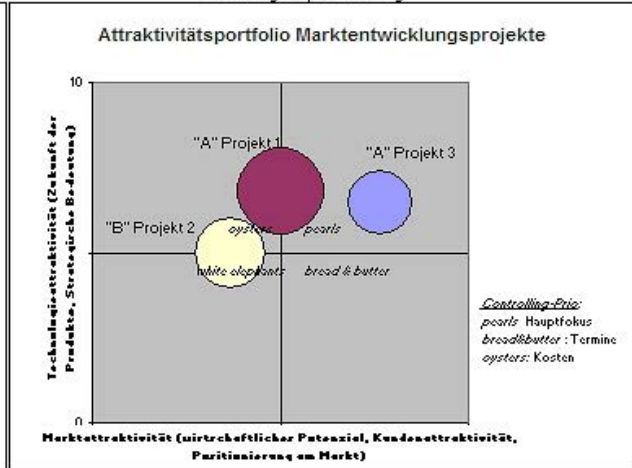 Attraktivitätsportfolio Marktentwicklungsprojekte
10
Technologieattraktivität (Zukunft der
Produkte, Strategische Bedeutung)
"A" Projekt 1
"A" Projekt 3
"B" Projekt 2
oysters
pearls
white elephants
bread & butter
Controlling-Prio:
pearls Hauptfokus
bread&butter : Termine
oysters: Kosten
0
Marktattraktivität (wirtschaftlicher Potenzial, Kundenattraktivität,
Positionierung am Markt)